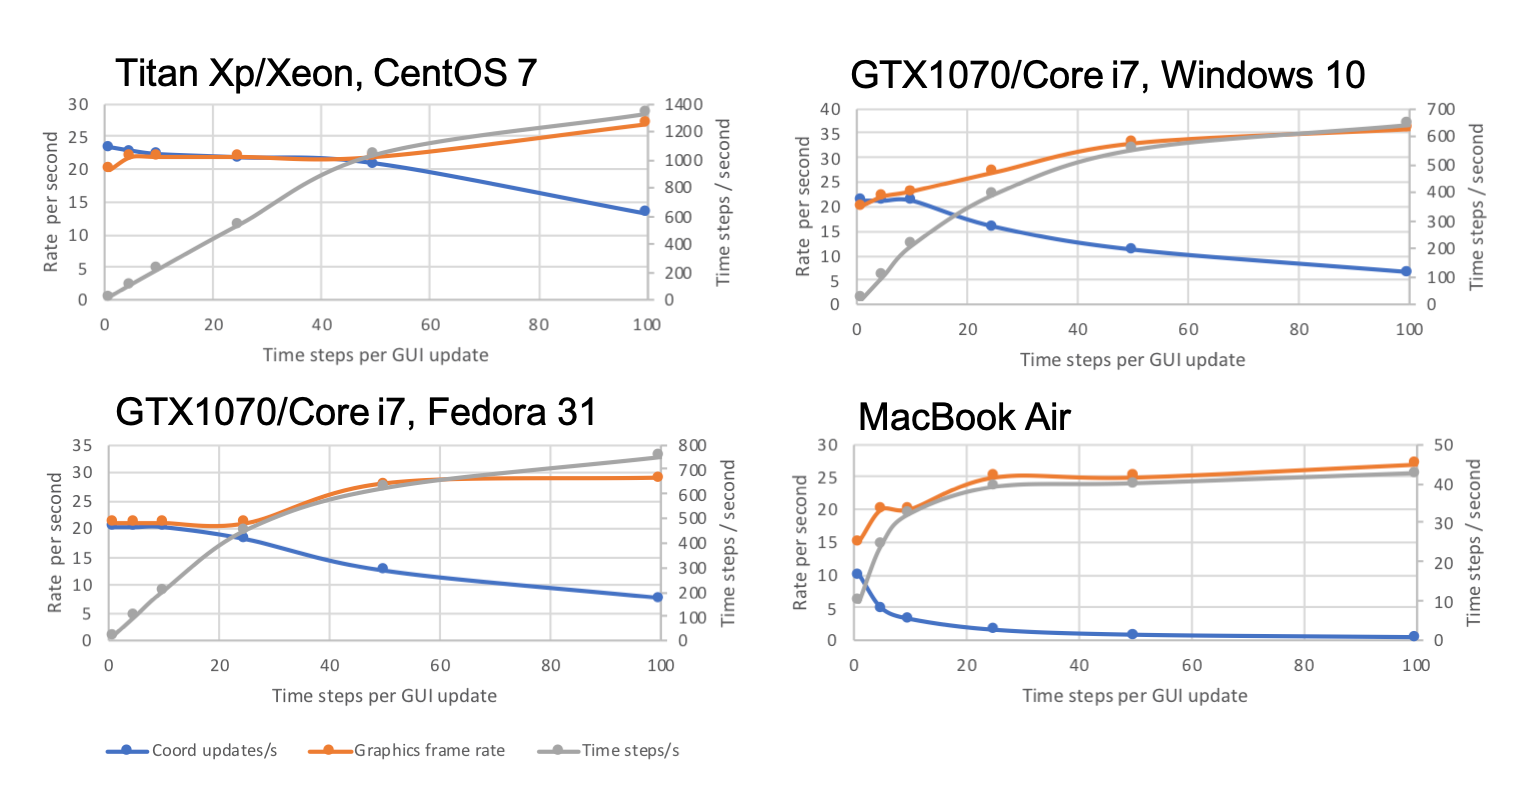 Titan Xp/Xeon, CentOS 7
30
25
20
15
10
5
0
Rate per second
1400
1200
1000
800
600
400
200
0
Time steps / second
0 20 40 60 80 100
Time steps per GUI update
GTX1070/Core i7, Windows 10
40
35
30
25
20
15
10
5
0
Rate per second
700
600
500
400
300
200
100
0
Time steps / second
0 20 40 60 80 100
Time steps per GUI update
GTX1070/Core i7, Fedora 31
35
30
25
20
15
10
5
0
Rate per second
800
700
600
500
400
300
200
100
0
Time steps / second
0 20 40 60 80 100
Time steps per GUI update
MacBook Air
30
25
20
15
10
5
0
Rate per second
50
40
30
20
10
0
Time steps / second
0 20 40 60 80 100
Time steps per GUI update
Coord updates/s Graphics frame rate Time steps/s